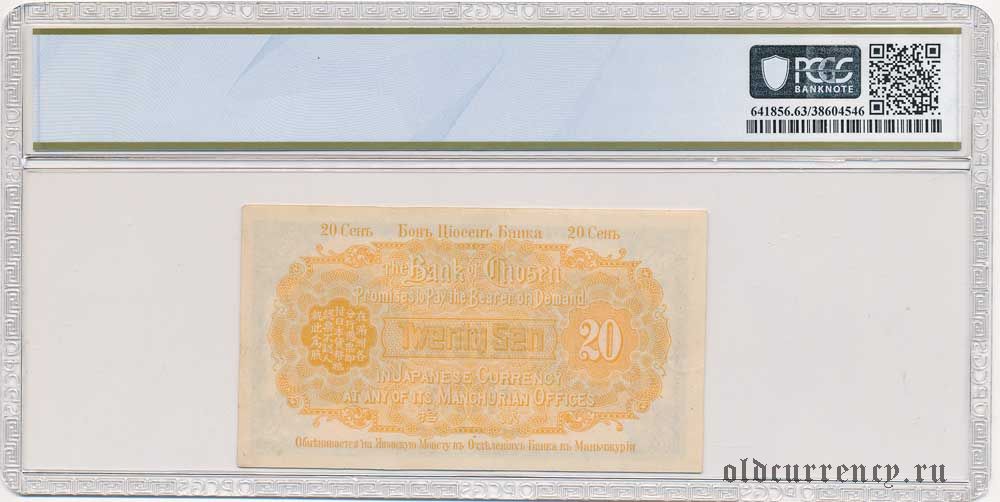 PCGS
BANKNOTE
641856.63/38604546
20 Сенъ Бонъ Ціосенъ Банка 20 Сенъ
The Bank of Chosen
Promises to Pay the Bearer on Demand
Twenty Sen
20
IN JAPANESE CURRENCY
AT ANY OF ITS MANCHURIAN OFFICES
Обмѣнивается на Японскую Монету въ Отдѣленіяхъ Банка въ Маньчжуріи
oldcurrency.ru